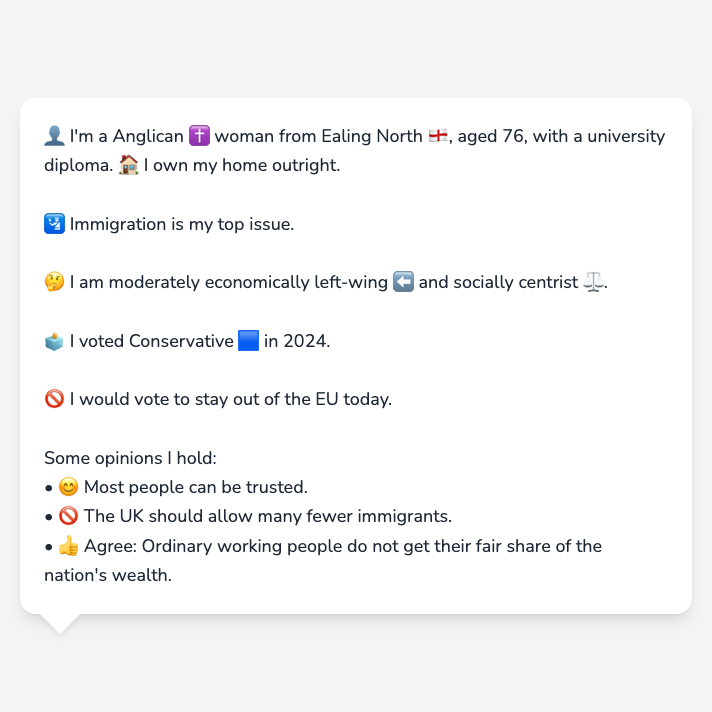 👤 I'm a Anglican ✝️ woman from Ealing North 🏴󠁧󠁢󠁥󠁮󠁧󠁿, aged 76, with a university
diploma. 🏠 I own my home outright.
🛂 Immigration is my top issue.
🤔 I am moderately economically left-wing ⬅️ and socially centrist ⚖️.
🗳️ I voted Conservative 🟦 in 2024.
🚫 I would vote to stay out of the EU today.
Some opinions I hold:
• 😊 Most people can be trusted.
• 🚫 The UK should allow many fewer immigrants.
• 👍 Agree: Ordinary working people do not get their fair share of the
nation's wealth.